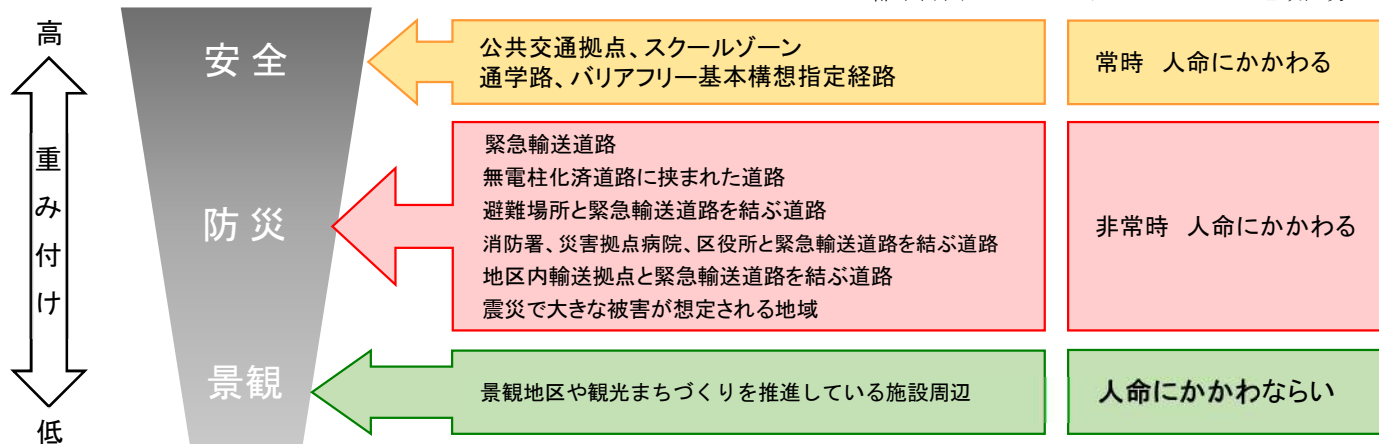 高
重み付け
低
安全
公共交通拠点、スクールゾーン
通学路、バリアフリー基本構想指定経路
常時 人命にかかわる
防災
緊急輸送道路
無電柱化済道路に挟まれた道路
避難場所と緊急輸送道路を結ぶ道路
消防署、災害拠点病院、区役所と緊急輸送道路を結ぶ道路
地区内輸送拠点と緊急輸送道路を結ぶ道路
震災で大きな被害が想定される地域
非常時 人命にかかわる
景観
景観地区や観光まちづくりを推進している施設周辺
人命にかかわならい